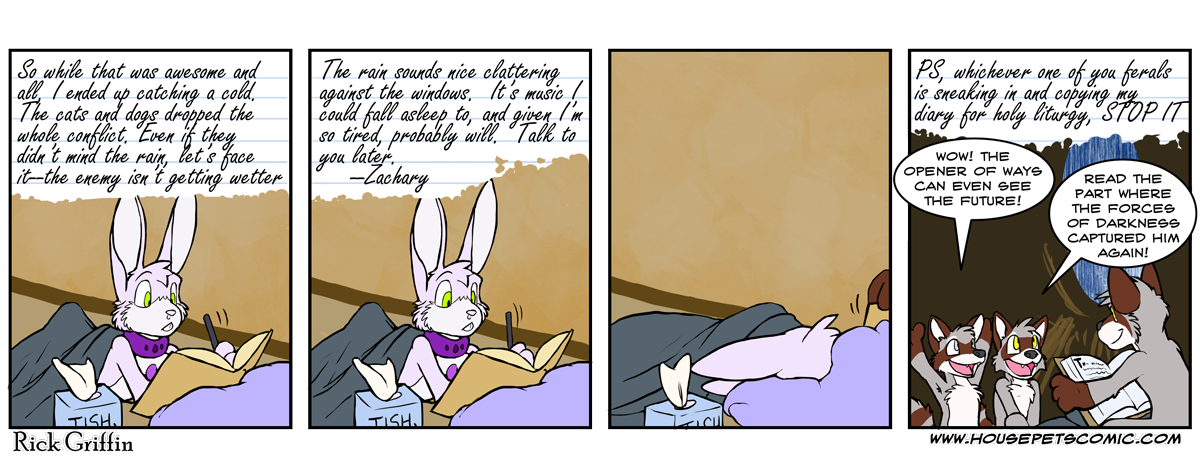 So while that was awesome and
all, I ended up catching a cold.
The cats and dogs dropped the
whole conflict. Even if they
didn't mind the rain, let's face
it—the enemy isn't getting wetter
TISH.
The rain sounds nice clattering
against the windows. It's music I
could fall asleep to, and given I'm
so tired, probably will. Talk to
you later.
—Zachary
TISH.
PS, whichever one of you ferals
is sneaking in and copying my
diary for holy liturgy, STOP IT
WOW! THE
OPENER OF WAYS
CAN EVEN SEE
THE FUTURE!
READ THE
PART WHERE
THE FORCES
OF DARKNESS
CAPTURED HIM
AGAIN!
Rick Griffin
WWW.HOUSEPETSCOMIC.COM